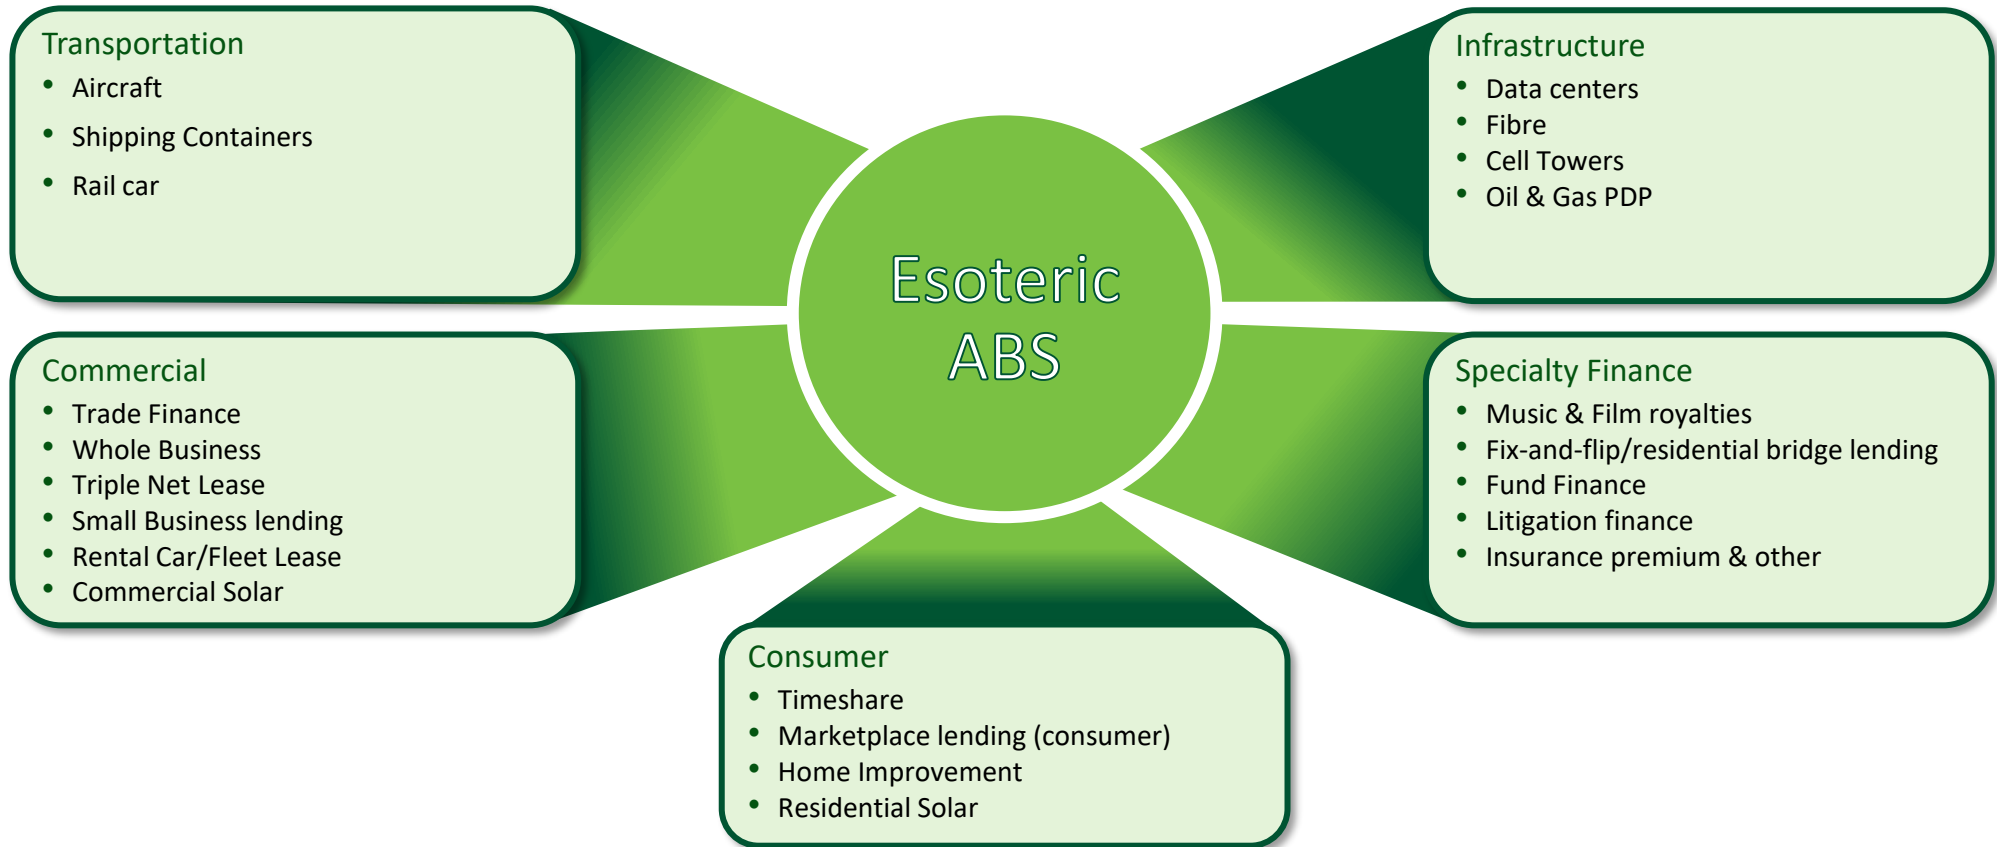 Transportation
• Aircraft
• Shipping Containers
• Rail car
Infrastructure
• Data centers
• Fibre
• Cell Towers
• Oil & Gas PDP
Esoteric
ABS
Commercial
• Trade Finance
• Whole Business
• Triple Net Lease
• Small Business lending
• Rental Car/Fleet Lease
• Commercial Solar
Specialty Finance
• Music & Film royalties
• Fix-and-flip/residential bridge lending
• Fund Finance
• Litigation finance
• Insurance premium & other
Consumer
• Timeshare
• Marketplace lending (consumer)
• Home Improvement
• Residential Solar